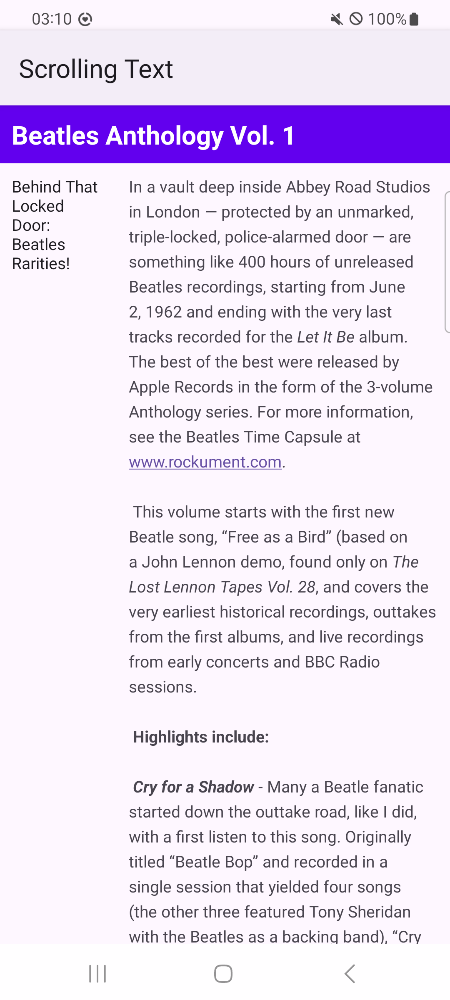 03:10
100%
Scrolling Text
Beatles Anthology Vol. 1
Behind That
Locked
Door:
Beatles
Rarities!
In a vault deep inside Abbey Road Studios
in London — protected by an unmarked,
triple-locked, police-alarmed door — are
something like 400 hours of unreleased
Beatles recordings, starting from June
2, 1962 and ending with the very last
tracks recorded for the Let It Be album.
The best of the best were released by
Apple Records in the form of the 3-volume
Anthology series. For more information,
see the Beatles Time Capsule at
www.rockument.com.
This volume starts with the first new
Beatle song, “Free as a Bird” (based on
a John Lennon demo, found only on The
Lost Lennon Tapes Vol. 28, and covers the
very earliest historical recordings, outtakes
from the first albums, and live recordings
from early concerts and BBC Radio
sessions.
Highlights include:
Cry for a Shadow - Many a Beatle fanatic
started down the outtake road, like I did,
with a first listen to this song. Originally
titled “Beatle Bop” and recorded in a
single session that yielded four songs
(the other three featured Tony Sheridan
with the Beatles as a backing band), “Cry